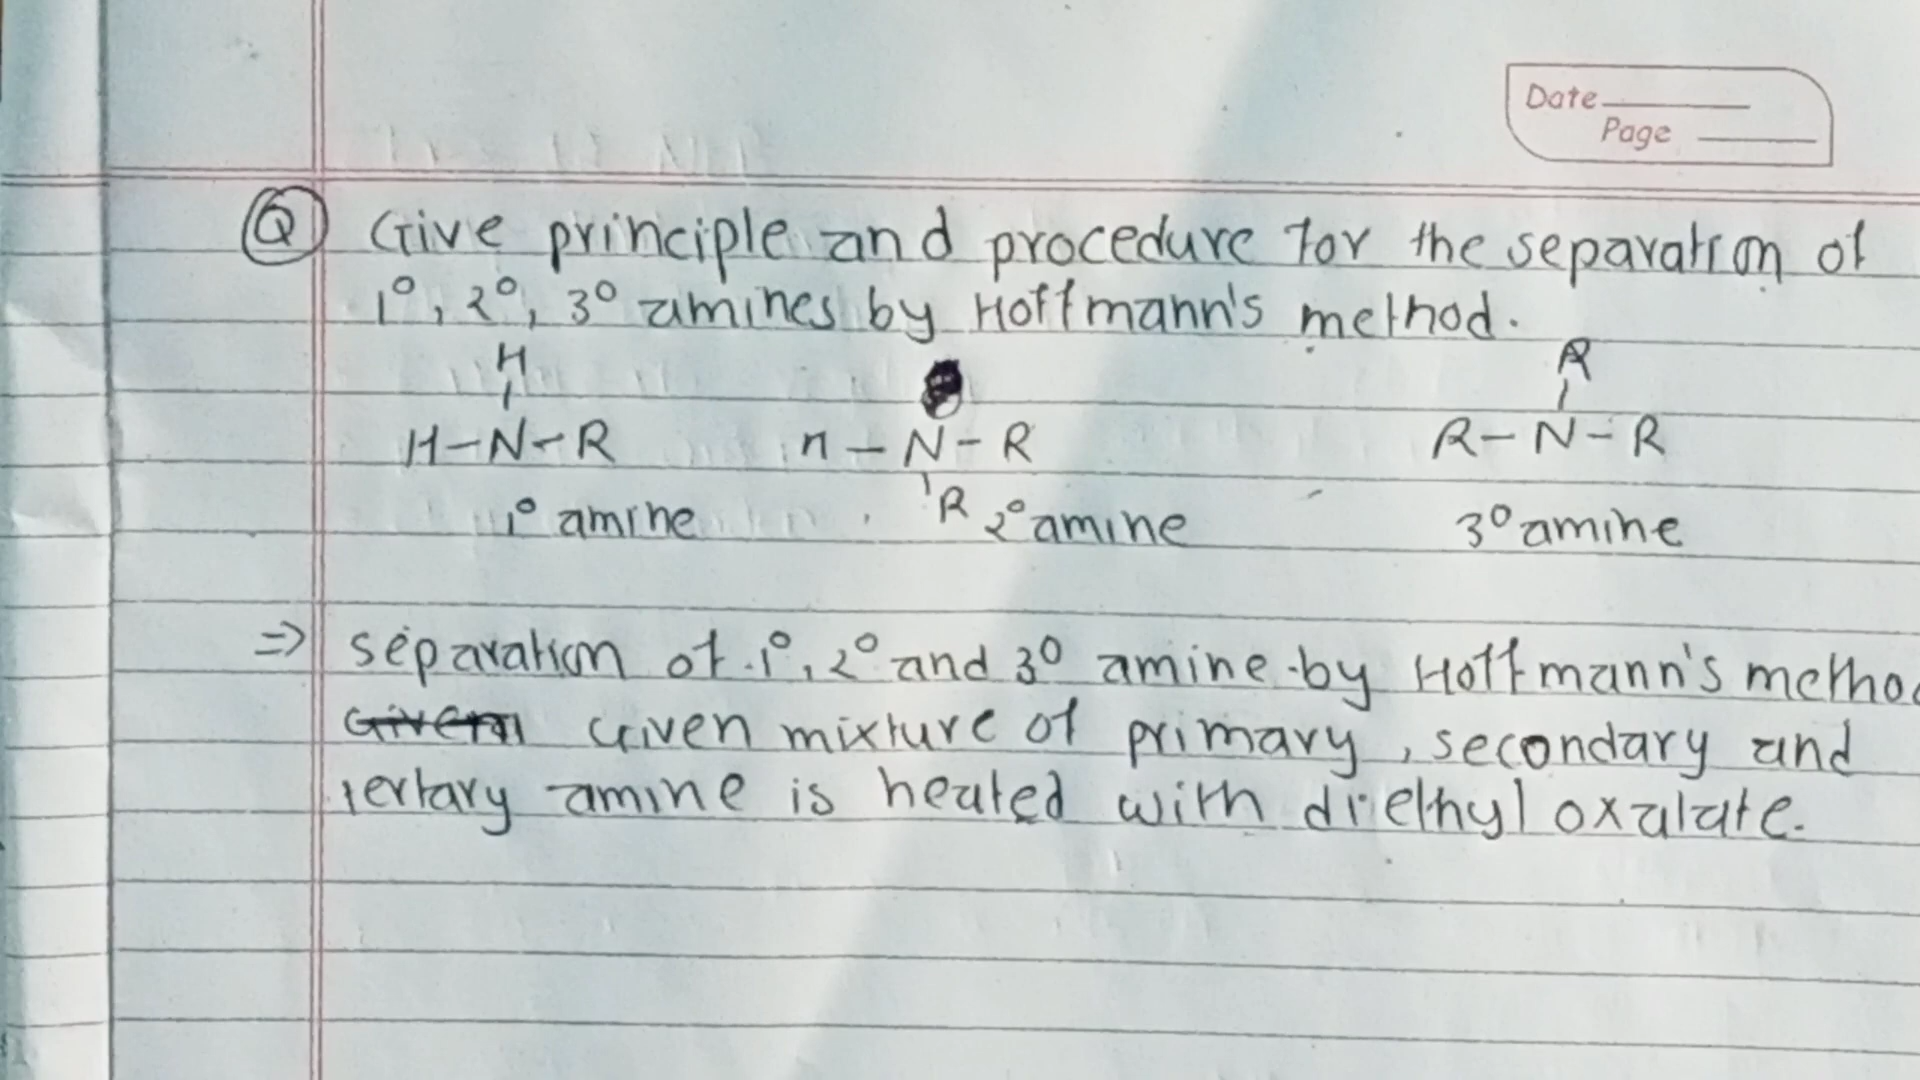 Date
Page
Q Give principle and procedure for the separation of
1°, 2°, 3° amines by Hoffmann's method.
H R
H-N-R n-N-R R-N-R
R
1° amine 2° amine 3° amine
=> separation of 1°, 2° and 3° amine by Hoffmann's metho
Given Given mixture of primary, secondary and
tertary amine is heated with diethyl oxalate.